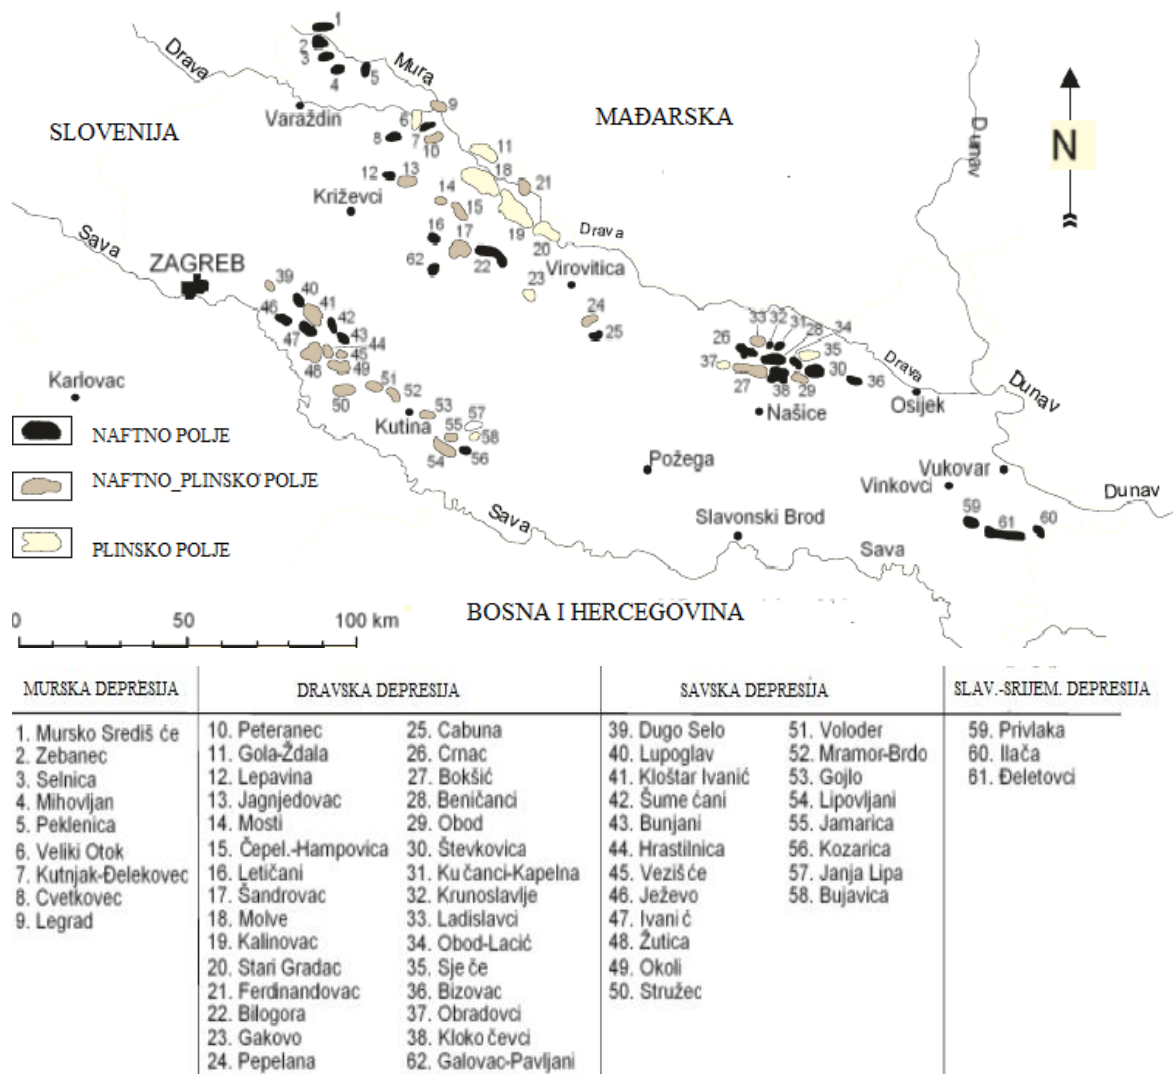 1
2
3
4
5
Mura
Drava
9
6
Varaždin
MAĐARSKA
SLOVENIJA
8
7
10
11
Dunav
N
12
13
18
21
14
15
Križevci
19
20
Drava
16
17
Sava
ZAGREB
62
22
Virovitica
23
39
40
41
46
42
24
47
43
25
44
33
32
31
28
34
26
45
35
48
49
37
30
Drava
Karlovac
50
51
52
27
38
29
36
Dunav
Osijek
Kutina
53
57
Našice
NAFTNO POLJE
55
58
54
56
Požega
Vukovar
NAFTNO_PLINSKO POLJE
Vinkovci
Dunav
Sava
Slavonski Brod
59
61
60
PLINSKO POLJE
Sava
BOSNA I HERCEGOVINA
0 50 100 km
MURSKA DEPRESIJA
1. Mursko Središ će
2. Zebanec
3. Selnica
4. Mihovljan
5. Peklenica
6. Veliki Otok
7. Kutnjak-Đelekovec
8. Cvetkovec
9. Legrad
DRAVSKA DEPRESIJA
10. Peteranec
11. Gola-Ždala
12. Lepavina
13. Jagnjedovac
14. Mosti
15. Čepel.-Hampovica
16. Letičani
17. Šandrovac
18. Molve
19. Kalinovac
20. Stari Gradac
21. Ferdinandovac
22. Bilogora
23. Gakovo
24. Pepelana
25. Cabuna
26. Crnac
27. Bokšić
28. Beničanci
29. Obod
30. Števkovica
31. Ku čanci-Kapelna
32. Krunoslavlje
33. Ladislavci
34. Obod-Lacić
35. Sje če
36. Bizovac
37. Obradovci
38. Kloko čevci
62. Galovac-Pavljani
SAVSKA DEPRESIJA
39. Dugo Selo
40. Lupoglav
41. Kloštar Ivanić
42. Šume ćani
43. Bunjani
44. Hrastilnica
45. Vezišće
46. Ježevo
47. Ivani ć
48. Žutica
49. Okoli
50. Stružec
51. Voloder
52. Mramor-Brdo
53. Gojlo
54. Lipovljani
55. Jamarica
56. Kozarica
57. Janja Lipa
58. Bujavica
SLAV.-SRIJEM. DEPRESIJA
59. Privlaka
60. Ilača
61. Đeletovci